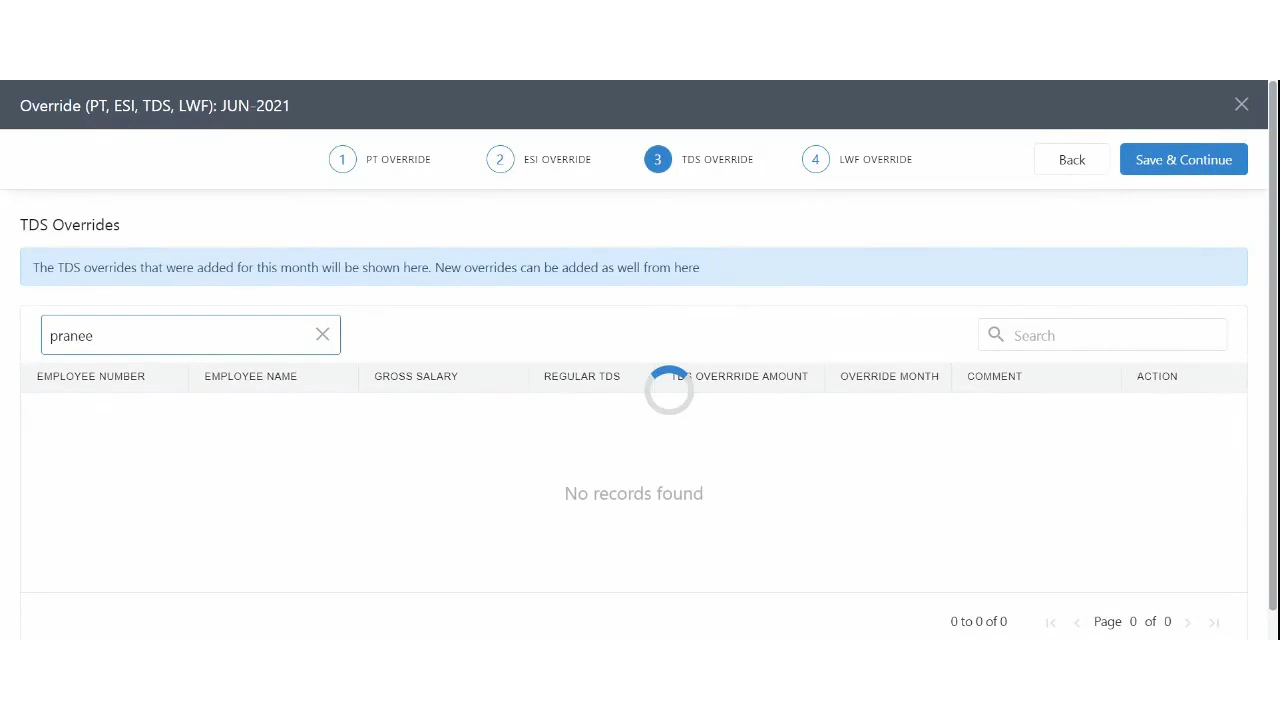 Override (PT, ESI, TDS, LWF): JUN-2021
1 PT OVERRIDE 2 ESI OVERRIDE 3 TDS OVERRIDE 4 LWF OVERRIDE Back Save & Continue
TDS Overrides
The TDS overrides that were added for this month will be shown here. New overrides can be added as well from here
pranee Search
EMPLOYEE NUMBER EMPLOYEE NAME GROSS SALARY REGULAR TDS TDS OVERRRIDE AMOUNT OVERRIDE MONTH COMMENT ACTION
No records found
0 to 0 of 0 Page 0 of 0